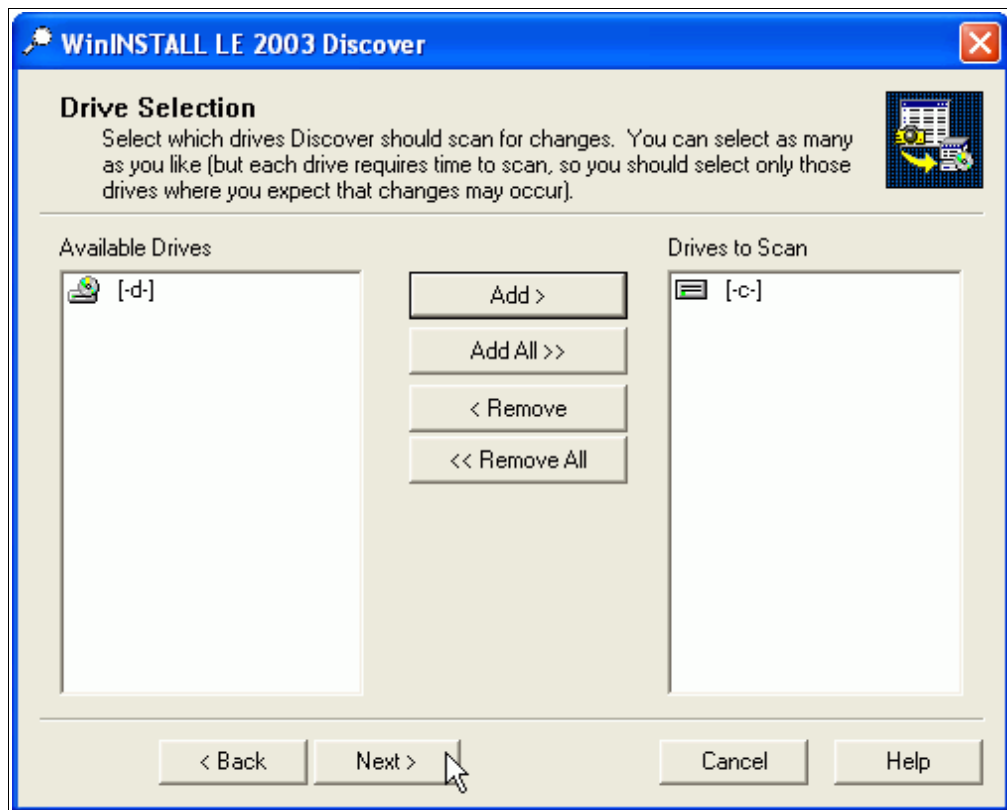 WinINSTALL LE 2003 Discover
Drive Selection
Select which drives Discover should scan for changes.  You can select as many
as you like (but each drive requires time to scan, so you should select only those
drives where you expect that changes may occur).
Available Drives
Drives to Scan
[-d-]
Add >
[-c-]
Add All >>
< Remove
<< Remove All
< Back
Next >
Cancel
Help